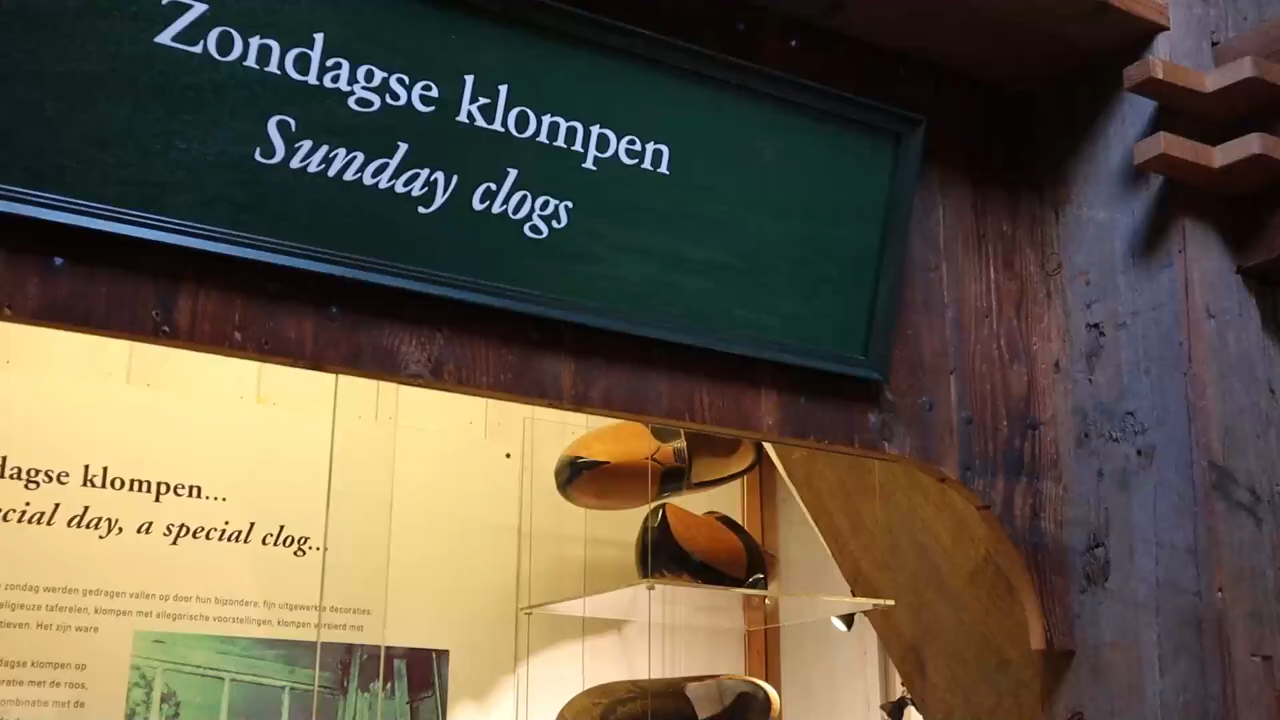 Zondagse klompen
Sunday clogs
dagse klompen...
cial day, a special clog...
zondag werden gedragen vallen op door hun bijzondere, fijn uitgewerkte decoraties:
eligieuze taferelen, klompen met allegorische voorstellingen, klompen versierd met
tieven. Het zijn ware
dagse klompen op
ratie met de roos,
ombinatie met de